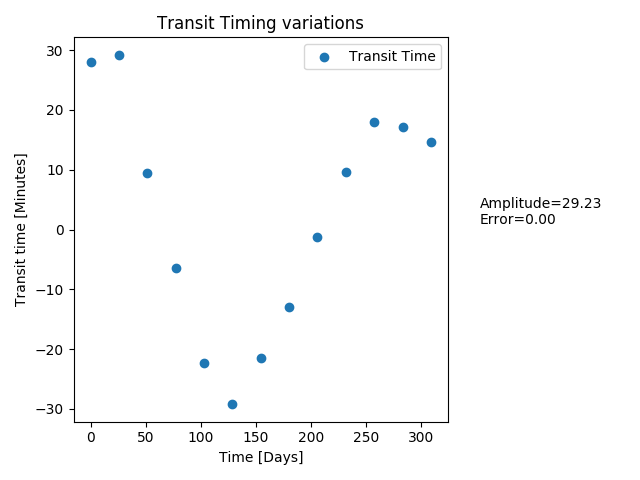 Transit Timing variations
Transit Time
Transit time [Minutes]
30
20
10
0
−10
−20
−30
0 50 100 150 200 250 300
Time [Days]
Amplitude=29.23
Error=0.00